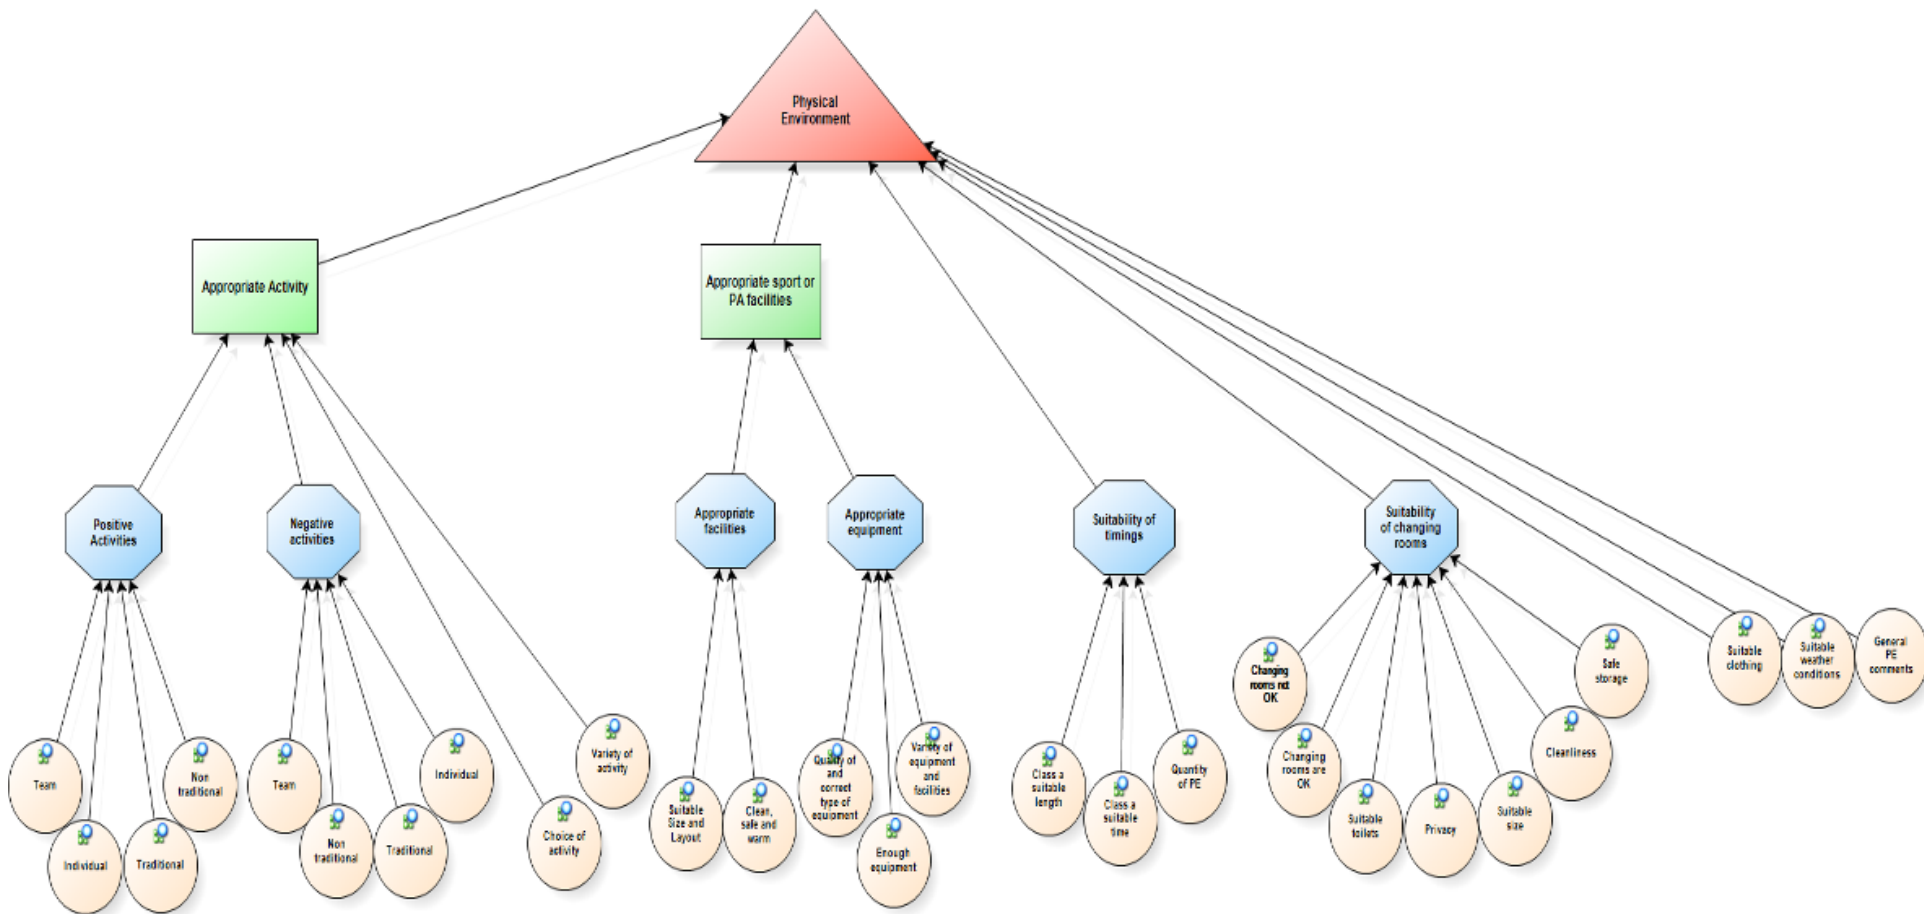 Physical
Environment
Appropriate Activity
Appropriate sport or
PA facilities
Positive
Activities
Negative
activities
Appropriate
facilities
Appropriate
equipment
Suitability of
timings
Suitability
of changing
rooms
Team
Individual
Traditional
Non
traditional
Team
Non
traditional
Traditional
Individual
Choice of
activity
Variety of
activity
Suitable
Size and
Layout
Clean,
safe and
warm
Quality of
and
correct
type of
equipment
Enough
equipment
Variety of
equipment
and
facilities
Class a
suitable
length
Class a
suitable
time
Quantity
of PE
Changing
rooms not
OK
Changing
rooms are
OK
Suitable
toilets
Privacy
Suitable
size
Cleanliness
Safe
storage
Suitable
clothing
Suitable
weather
conditions
General
PE
comments